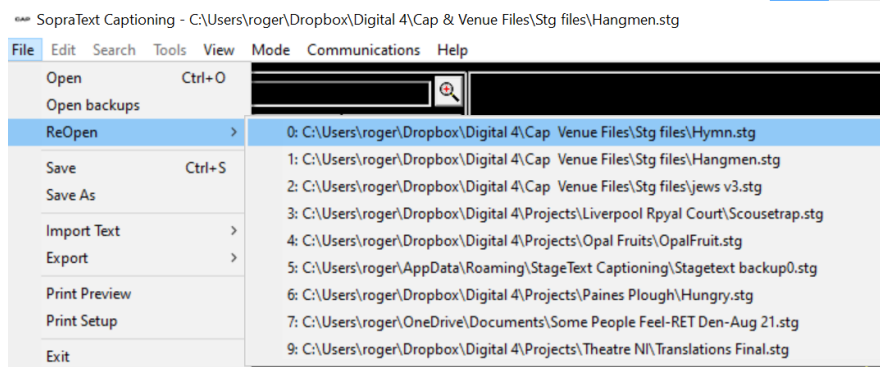 CAP SopraText Captioning - C:\Users\roger\Dropbox\Digital 4\Cap & Venue Files\Stg files\Hangmen.stg
File Edit Search Tools View Mode Communications Help
Open Ctrl+O
Open backups
ReOpen >
Save Ctrl+S
Save As
Import Text >
Export >
Print Preview
Print Setup
Exit
0: C:\Users\roger\Dropbox\Digital 4\Cap  Venue Files\Stg files\Hymn.stg
1: C:\Users\roger\Dropbox\Digital 4\Cap  Venue Files\Stg files\Hangmen.stg
2: C:\Users\roger\Dropbox\Digital 4\Cap  Venue Files\Stg files\jews v3.stg
3: C:\Users\roger\Dropbox\Digital 4\Projects\Liverpool Rpyal Court\Scousetrap.stg
4: C:\Users\roger\Dropbox\Digital 4\Projects\Opal Fruits\OpalFruit.stg
5: C:\Users\roger\AppData\Roaming\StageText Captioning\Stagetext backup0.stg
6: C:\Users\roger\Dropbox\Digital 4\Projects\Paines Plough\Hungry.stg
7: C:\Users\roger\OneDrive\Documents\Some People Feel-RET Den-Aug 21.stg
9: C:\Users\roger\Dropbox\Digital 4\Projects\Theatre NI\Translations Final.stg